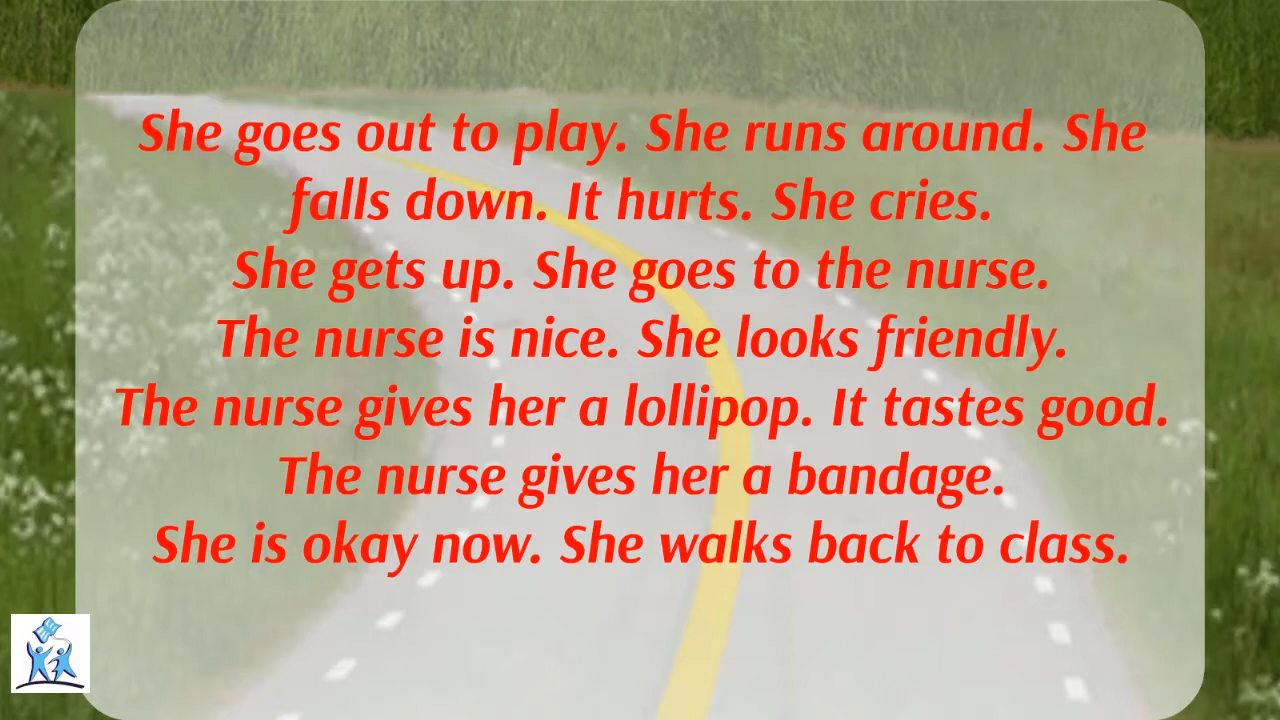 She goes out to play. She runs around. She
falls down. It hurts. She cries.
She gets up. She goes to the nurse.
The nurse is nice. She looks friendly.
The nurse gives her a lollipop. It tastes good.
The nurse gives her a bandage.
She is okay now. She walks back to class.